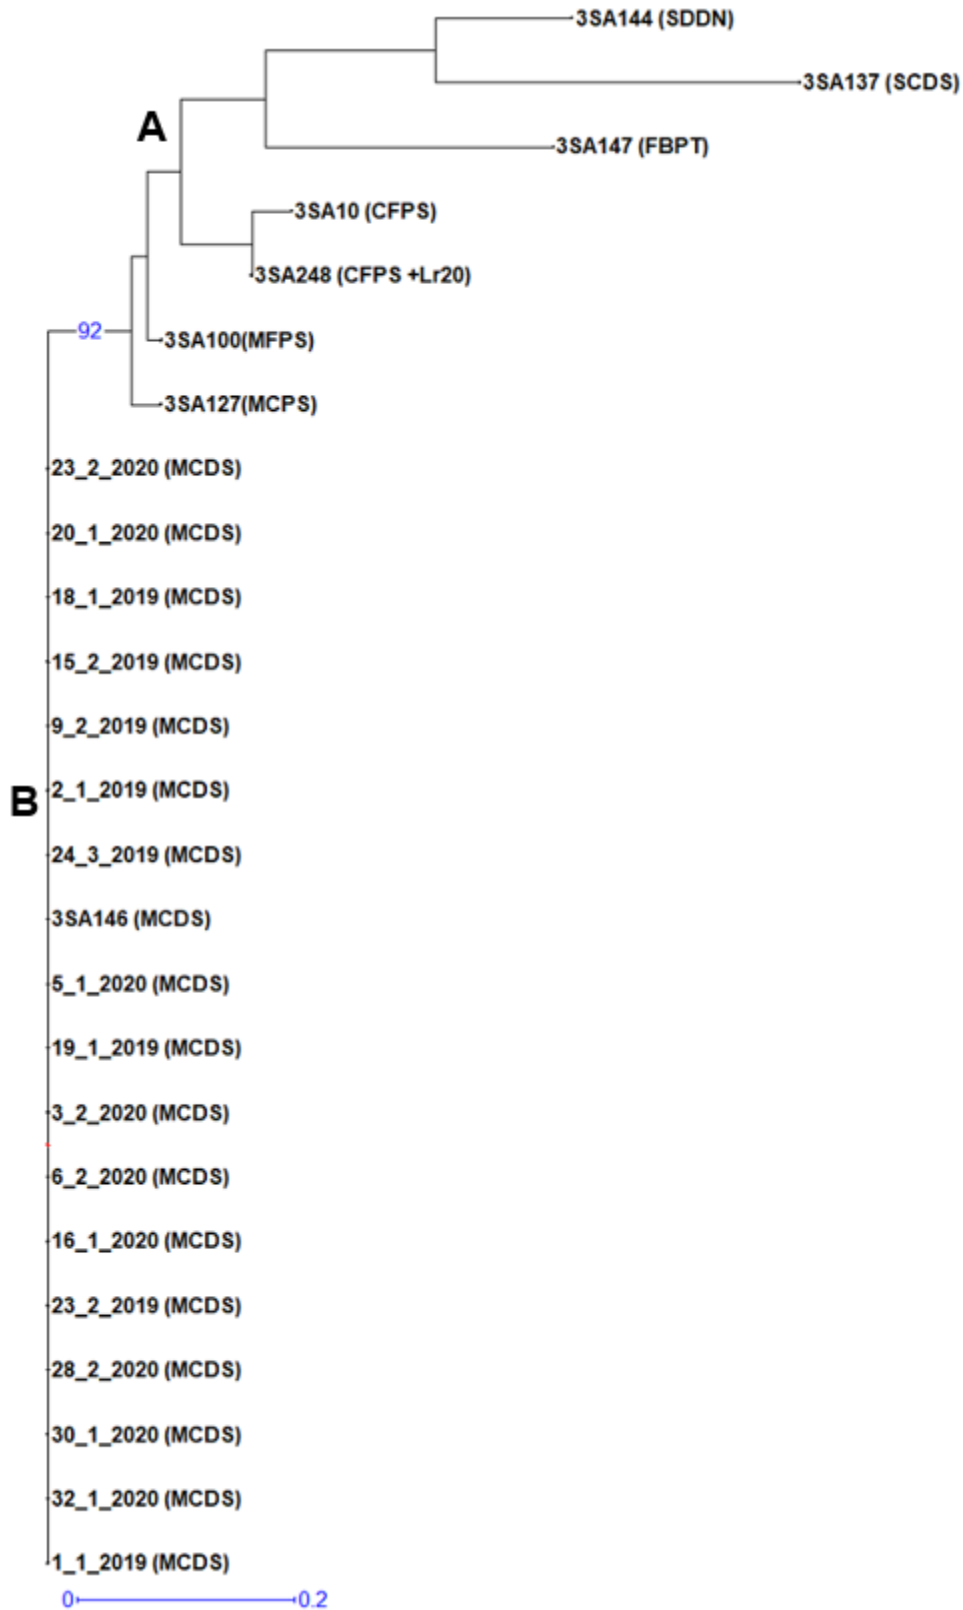 3SA144 (SDDN)
3SA137 (SCDS)
A
3SA147 (FBPT)
3SA10 (CFPS)
3SA248 (CFPS +Lr20)
92
3SA100(MFPS)
3SA127(MCPS)
23_2_2020 (MCDS)
20_1_2020 (MCDS)
18_1_2019 (MCDS)
15_2_2019 (MCDS)
9_2_2019 (MCDS)
2_1_2019 (MCDS)
B
24_3_2019 (MCDS)
3SA146 (MCDS)
5_1_2020 (MCDS)
19_1_2019 (MCDS)
3_2_2020 (MCDS)
6_2_2020 (MCDS)
16_1_2020 (MCDS)
23_2_2019 (MCDS)
28_2_2020 (MCDS)
30_1_2020 (MCDS)
32_1_2020 (MCDS)
1_1_2019 (MCDS)
0 0.2